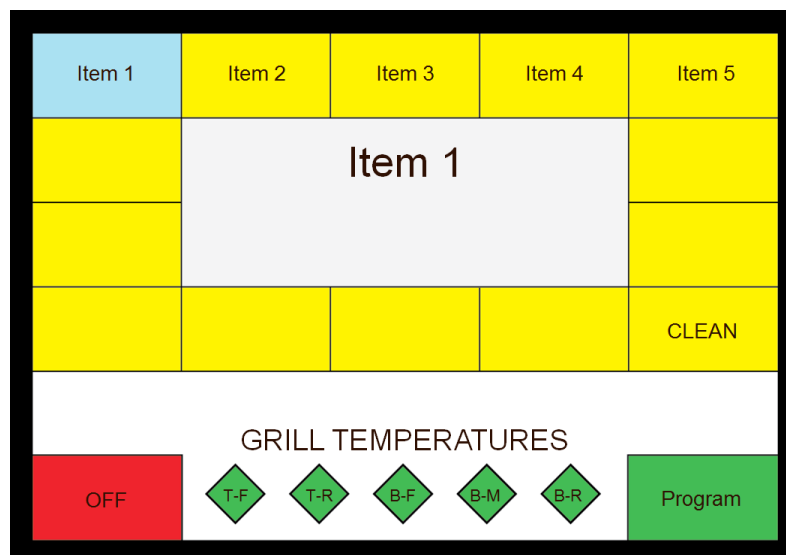 Item 1 Item 2 Item 3 Item 4 Item 5
Item 1
CLEAN
GRILL TEMPERATURES
OFF T-F T-R B-F B-M B-R Program